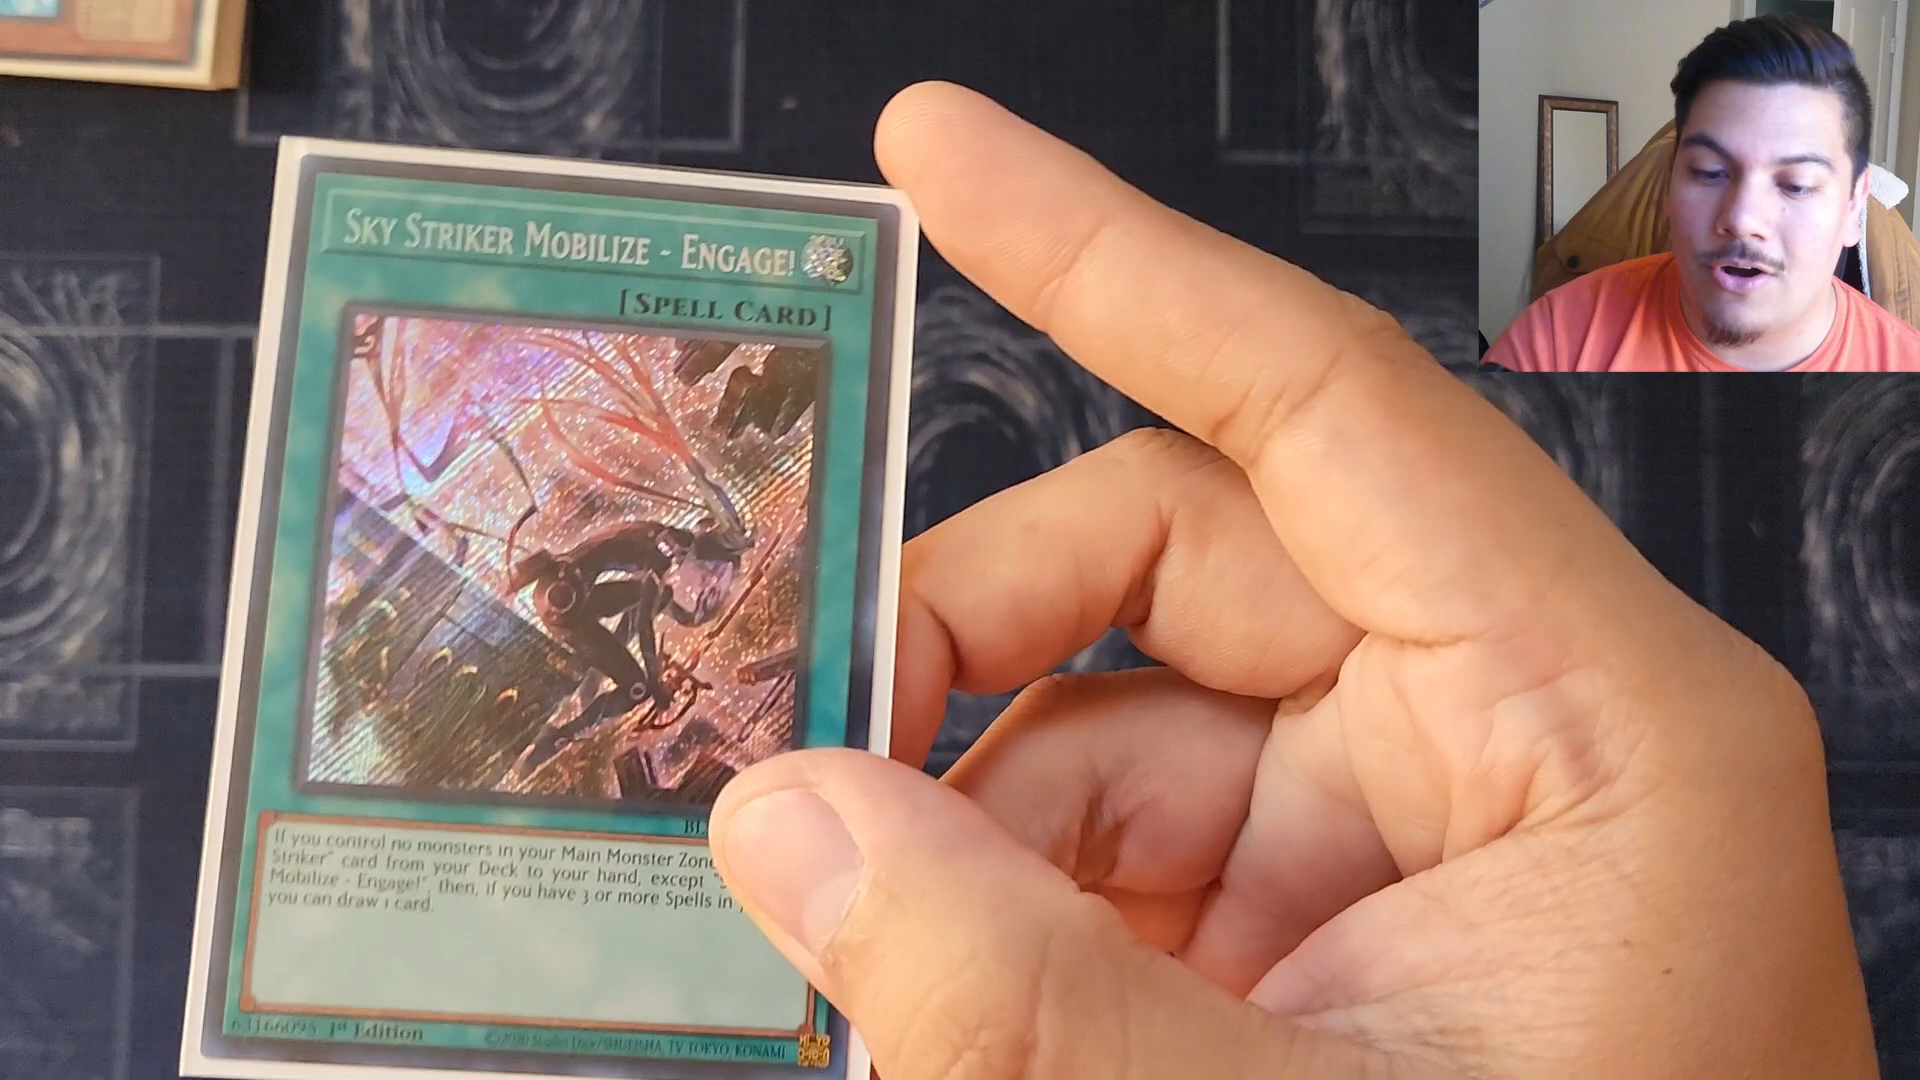 SKY STRIKER MOBILIZE - ENGAGE!
[SPELL CARD]
BL
If you control no monsters in your Main Monster Zone
Striker" card from your Deck to your hand, except
Mobilize - Engage!", then, if you have 3 or more Spells in
you can draw 1 card.
63166095 1st Edition ©2020 Studio Dice/SHUEISHA, TV TOKYO, KONAMI